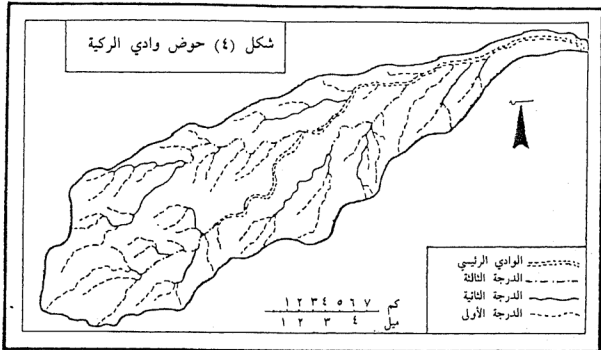 شكل (٤) حوض وادي الركية
الوادي الرئيسي
الدرجة الثالثة
الدرجة الثانية
الدرجة الأولى
١ ٢ ٣ ٤ ٥ ٦ ٧ كم
١ ٢ ٣ ٤ ميل